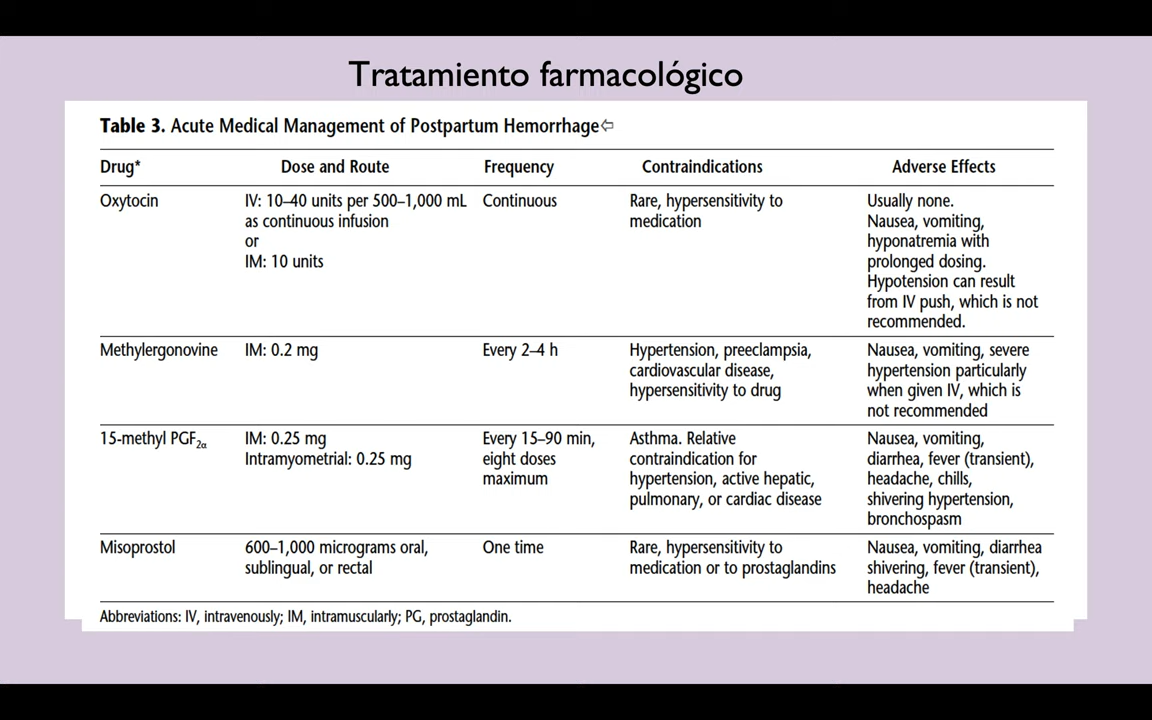 Tratamiento farmacológico
Table 3. Acute Medical Management of Postpartum Hemorrhage⇦
Drug* Dose and Route Frequency Contraindications Adverse Effects
Oxytocin IV: 10–40 units per 500–1,000 mL Continuous Rare, hypersensitivity to Usually none.
as continuous infusion medication Nausea, vomiting,
or hyponatremia with
IM: 10 units prolonged dosing.
Hypotension can result
from IV push, which is not
recommended.
Methylergonovine IM: 0.2 mg Every 2–4 h Hypertension, preeclampsia, Nausea, vomiting, severe
cardiovascular disease, hypertension particularly
hypersensitivity to drug when given IV, which is
not recommended
15-methyl PGF2α IM: 0.25 mg Every 15–90 min, Asthma. Relative Nausea, vomiting,
Intramyometrial: 0.25 mg eight doses contraindication for diarrhea, fever (transient),
maximum hypertension, active hepatic, headache, chills,
pulmonary, or cardiac disease shivering hypertension,
bronchospasm
Misoprostol 600–1,000 micrograms oral, One time Rare, hypersensitivity to Nausea, vomiting, diarrhea
sublingual, or rectal medication or to prostaglandins shivering, fever (transient),
headache
Abbreviations: IV, intravenously; IM, intramuscularly; PG, prostaglandin.